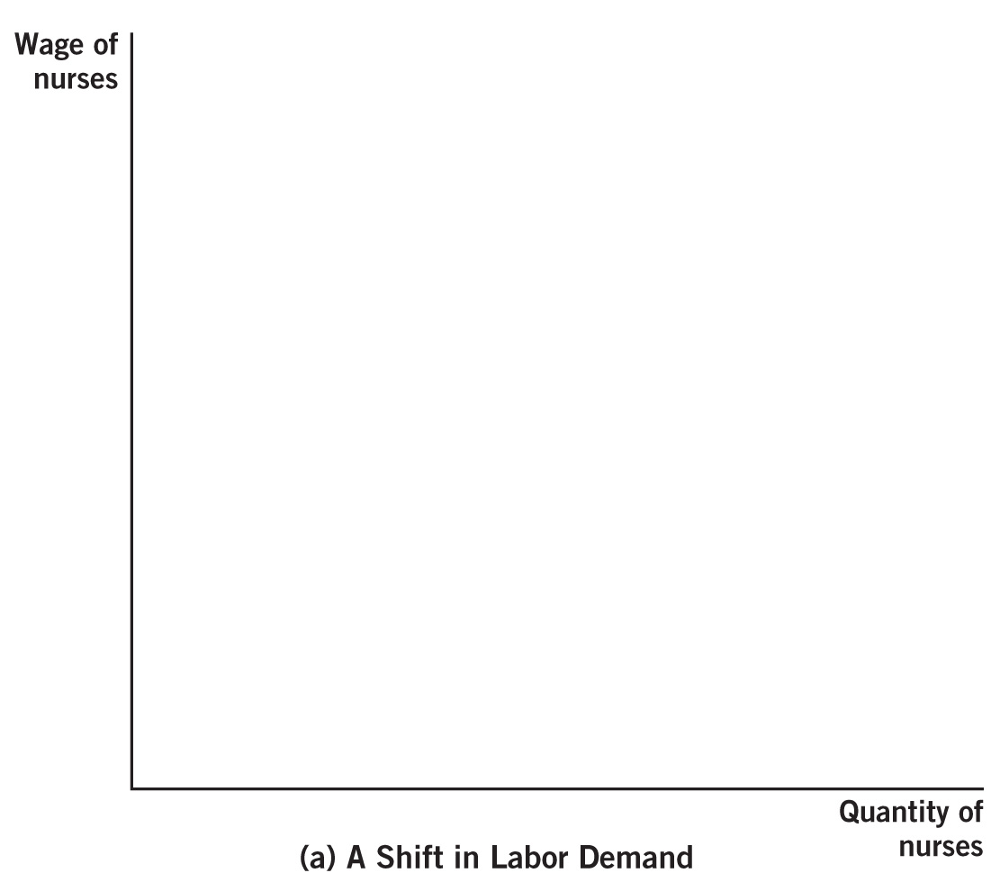 Wage of
nurses
Quantity of
nurses
(a) A Shift in Labor Demand